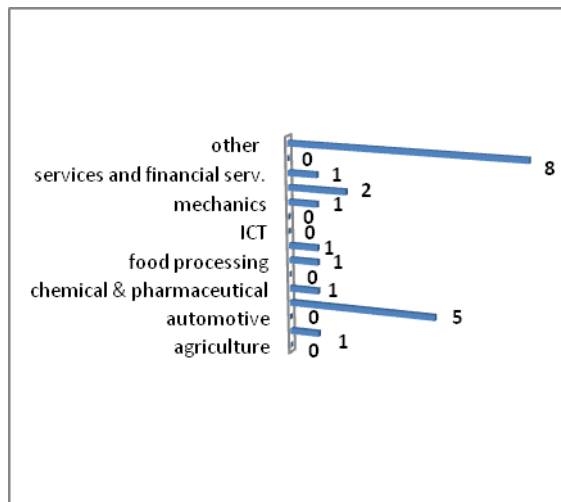 other
8
0
services and financial serv.
1
2
mechanics
1
0
ICT
0
1
food processing
1
0
chemical & pharmaceutical
1
5
automotive
0
1
agriculture
0